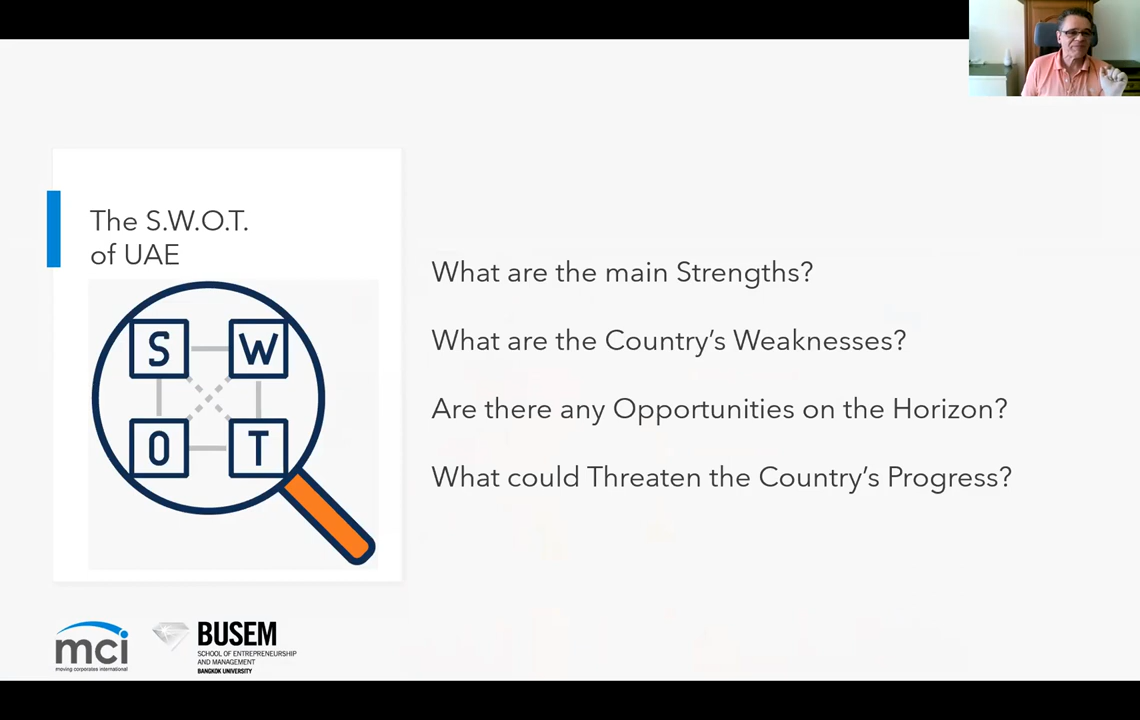 The S.W.O.T.
of UAE
S W
O T
What are the main Strengths?
What are the Country's Weaknesses?
Are there any Opportunities on the Horizon?
What could Threaten the Country's Progress?
mci
moving corporates international
BUSEM
SCHOOL OF ENTREPRENEURSHIP
AND MANAGEMENT
BANGKOK UNIVERSITY